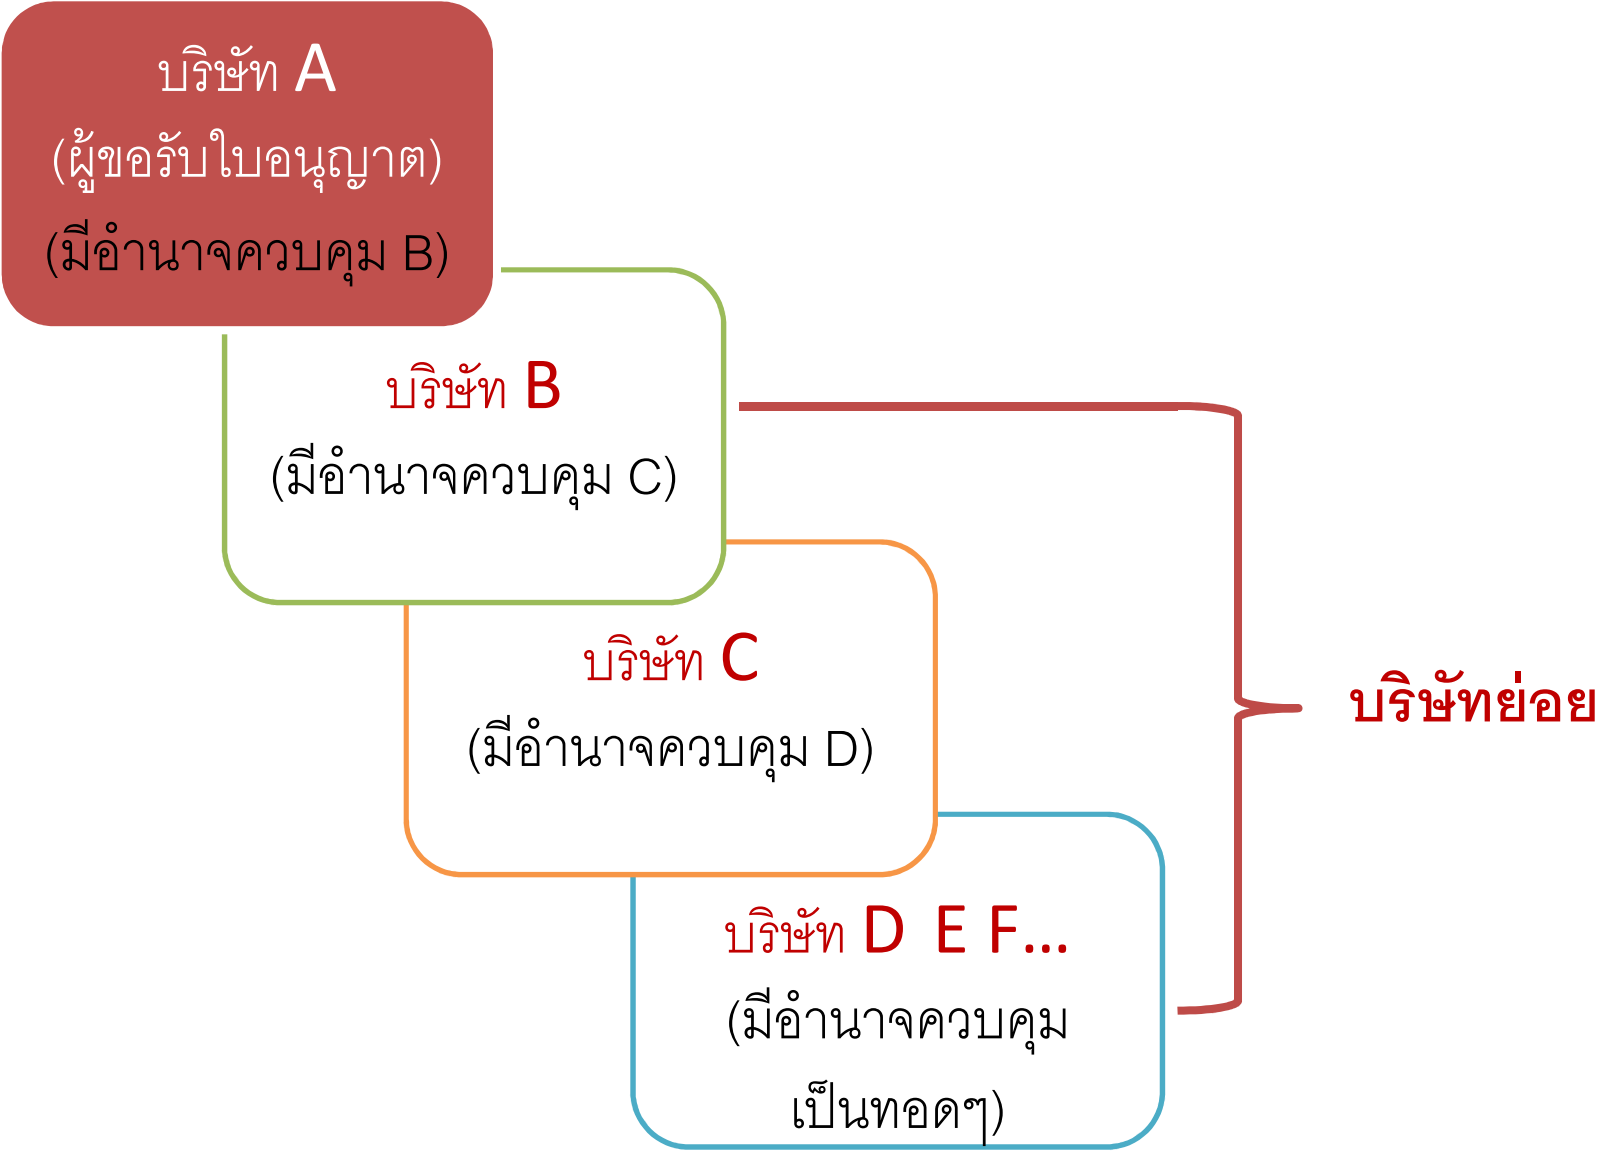 บริษัท A
(ผู้ขอรับใบอนุญาต)
(มีอำนาจควบคุม B)
บริษัท B
(มีอำนาจควบคุม C)
บริษัท C
(มีอำนาจควบคุม D)
บริษัทย่อย
บริษัท D E F...
(มีอำนาจควบคุม
เป็นทอดๆ)